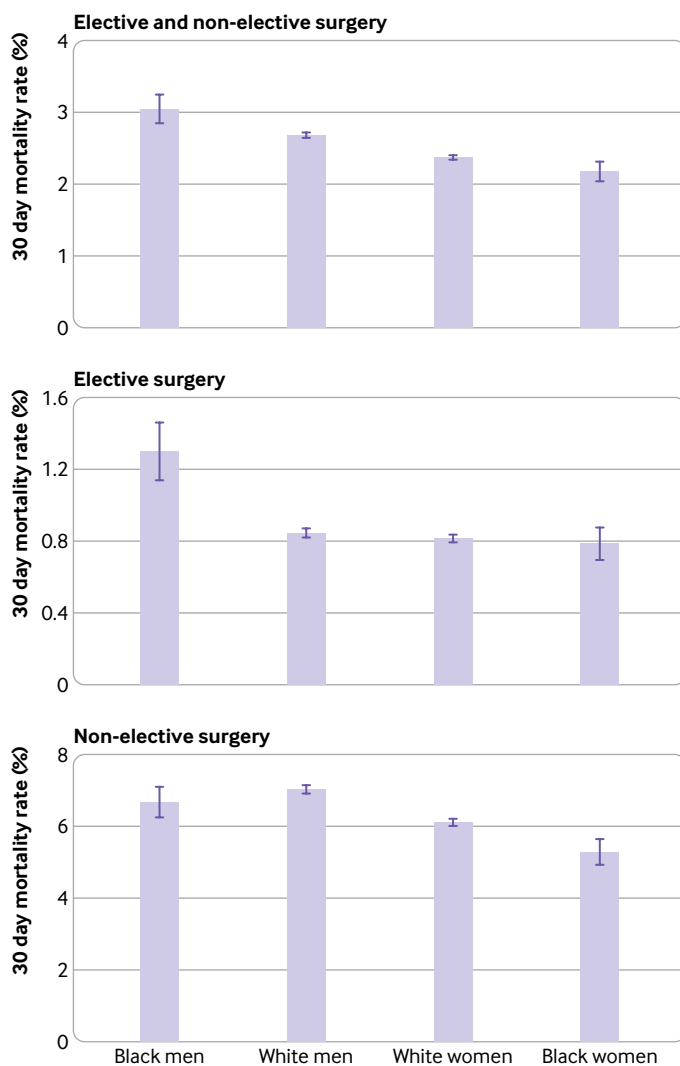 Elective and non-elective surgery
30 day mortality rate (%)
4
3
2
1
0
Elective surgery
30 day mortality rate (%)
1.6
1.2
0.8
0.4
0
Non-elective surgery
30 day mortality rate (%)
8
6
4
2
0
Black men White men White women Black women